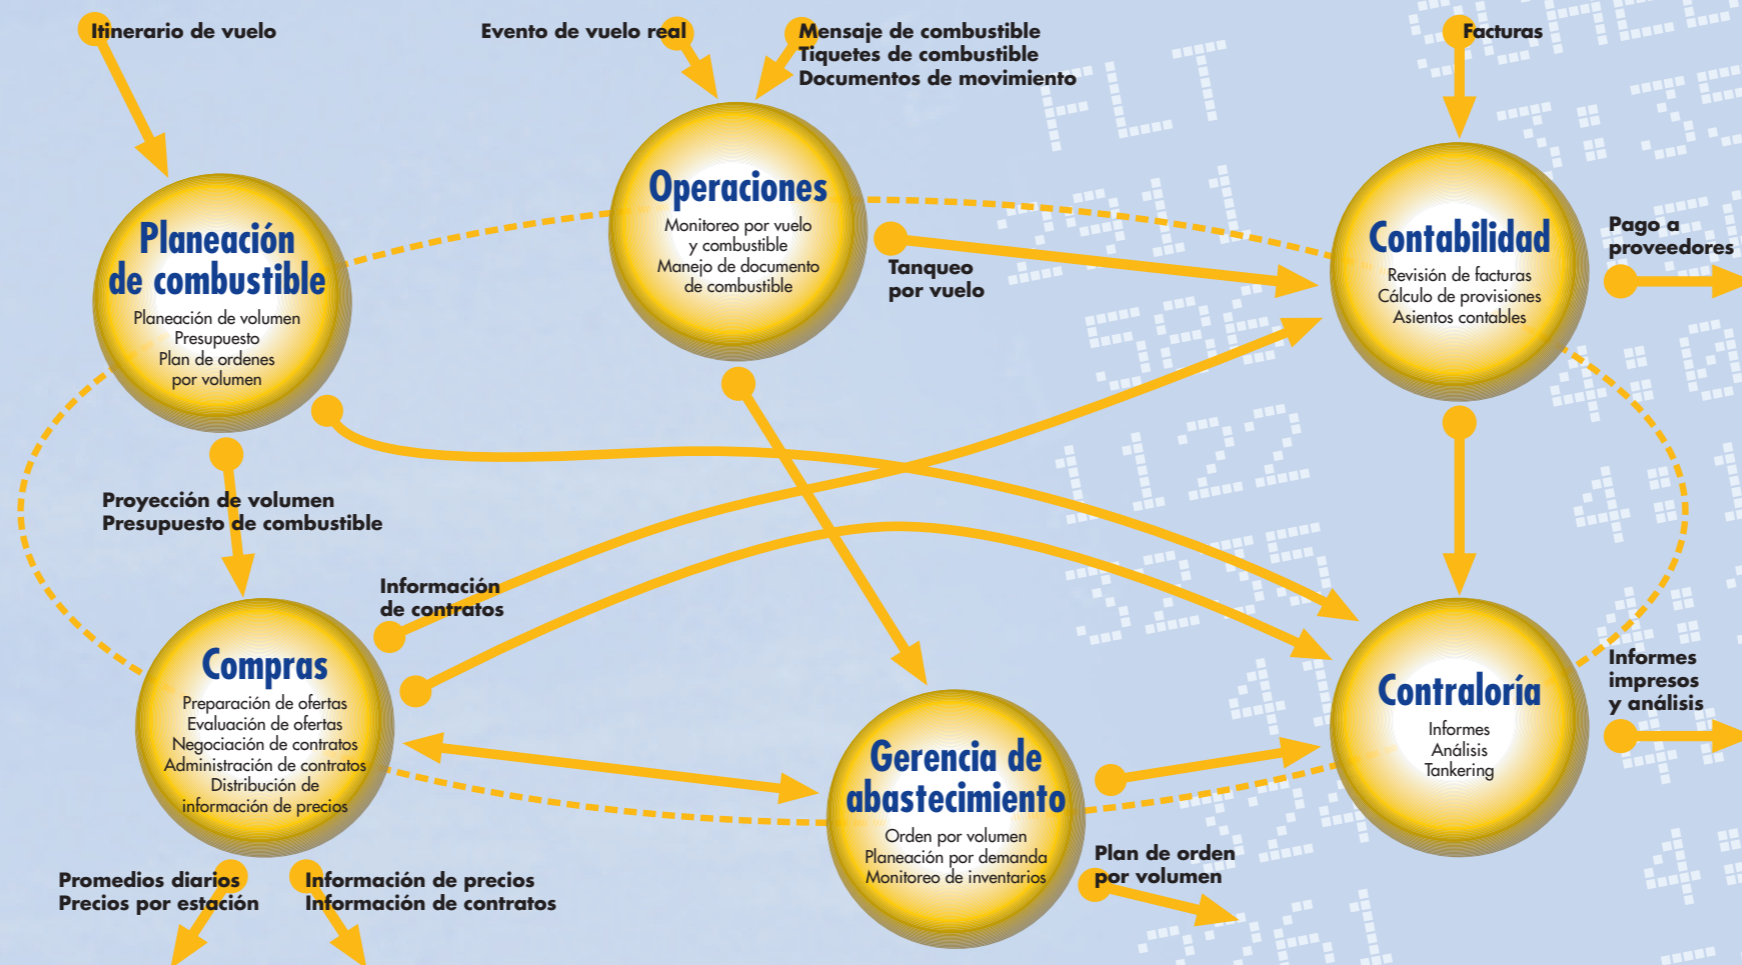 Itinerario de vuelo
Evento de vuelo real
Mensaje de combustible
Tiquetes de combustible
Documentos de movimiento
Facturas
Planeación
de combustible
Planeación de volumen
Presupuesto
Plan de ordenes
por volumen
Operaciones
Monitoreo por vuelo
y combustible
Manejo de documento
de combustible
Tanqueo
por vuelo
Contabilidad
Revisión de facturas
Cálculo de provisiones
Asientos contables
Pago a
proveedores
Proyección de volumen
Presupuesto de combustible
Información
de contratos
Compras
Preparación de ofertas
Evaluación de ofertas
Negociación de contratos
Administración de contratos
Distribución de
información de precios
Gerencia de
abastecimiento
Orden por volumen
Planeación por demanda
Monitoreo de inventarios
Contraloría
Informes
Análisis
Tankering
Informes
impresos
y análisis
Promedios diarios
Precios por estación
Información de precios
Información de contratos
Plan de orden
por volumen
FLT
1122